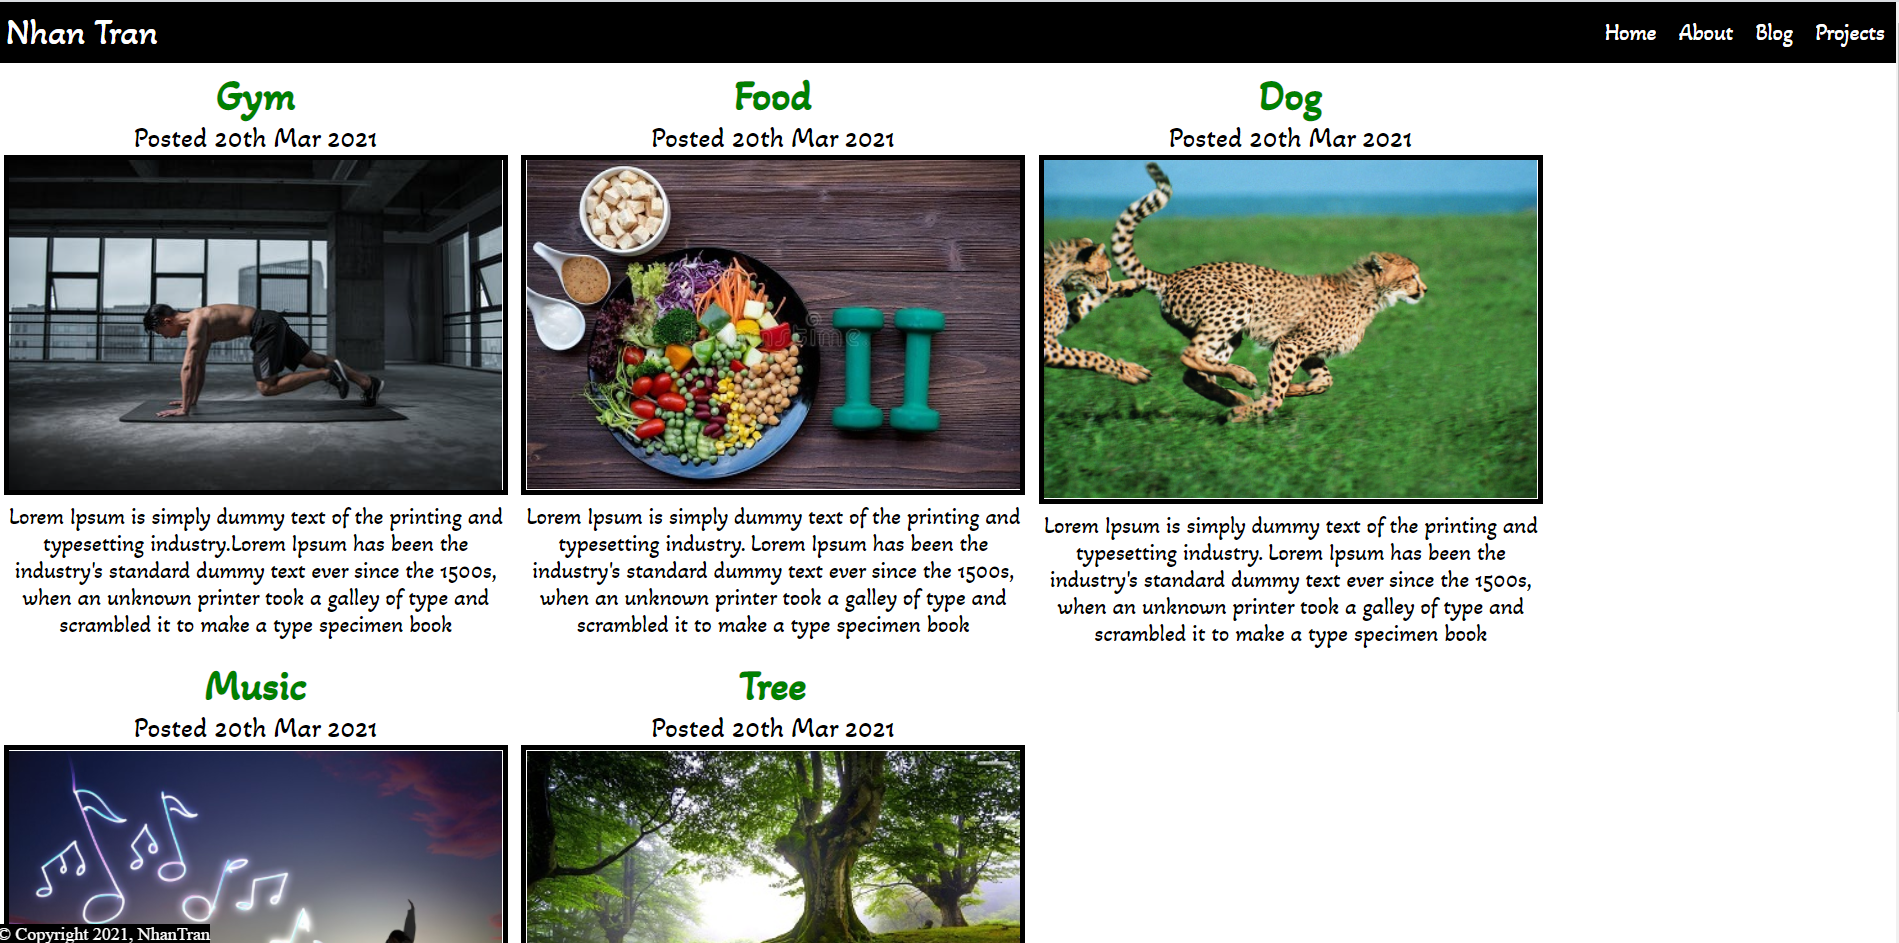 Nhan Tran
Home About Blog Projects
Gym
Posted 20th Mar 2021
Lorem Ipsum is simply dummy text of the printing and
typesetting industry.Lorem Ipsum has been the
industry's standard dummy text ever since the 1500s,
when an unknown printer took a galley of type and
scrambled it to make a type specimen book
Food
Posted 20th Mar 2021
Lorem Ipsum is simply dummy text of the printing and
typesetting industry. Lorem Ipsum has been the
industry's standard dummy text ever since the 1500s,
when an unknown printer took a galley of type and
scrambled it to make a type specimen book
Dog
Posted 20th Mar 2021
Lorem Ipsum is simply dummy text of the printing and
typesetting industry. Lorem Ipsum has been the
industry's standard dummy text ever since the 1500s,
when an unknown printer took a galley of type and
scrambled it to make a type specimen book
Music
Posted 20th Mar 2021
Tree
Posted 20th Mar 2021
© Copyright 2021, NhanTran